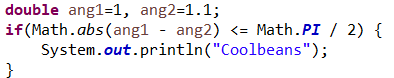 double ang1=1, ang2=1.1;
if(Math.abs(ang1 - ang2) <= Math.PI / 2) {
    System.out.println("Coolbeans");
}